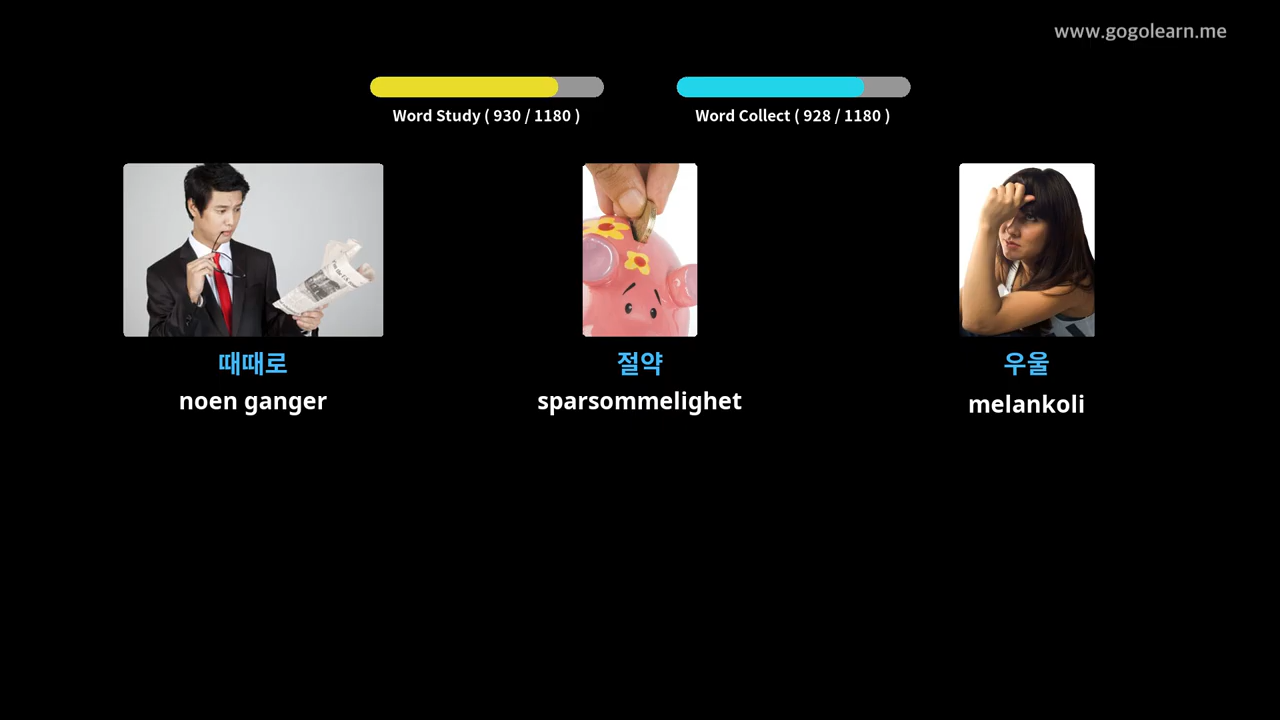 www.gogolearn.me
Word Study ( 930 / 1180 )
Word Collect ( 928 / 1180 )
때때로
절약
우울
noen ganger
sparsommelighet
melankoli